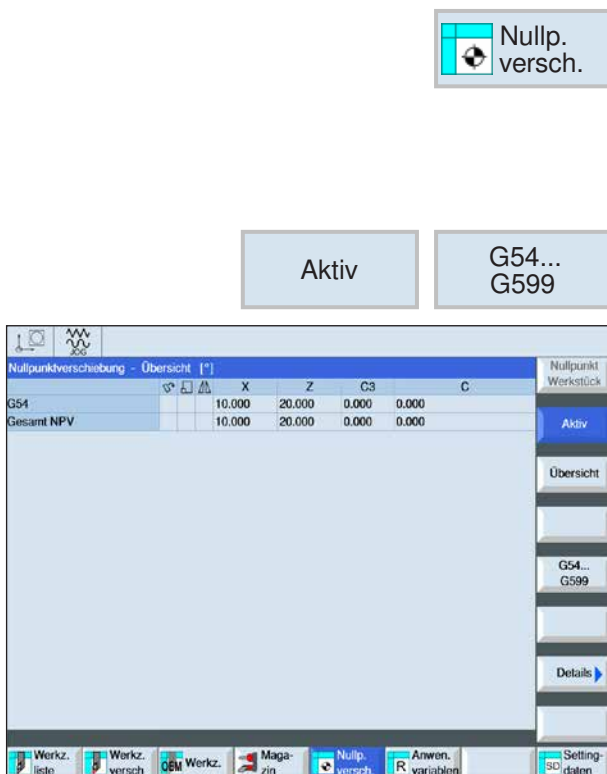 Nullp.
versch.
Aktiv
G54...
G599
JOG
Nullpunktverschiebung - Übersicht [°]
X Z C3 C
G54 10.000 20.000 0.000 0.000
Gesamt NPV 10.000 20.000 0.000 0.000
Nullpunkt
Werkstück
Aktiv
Übersicht
G54...
G599
Details
Werkz.
liste
Werkz.
versch
OEM Werkz.
Maga-
zin
Nullp.
versch.
R Anwen.
variablen
SD Setting-
daten